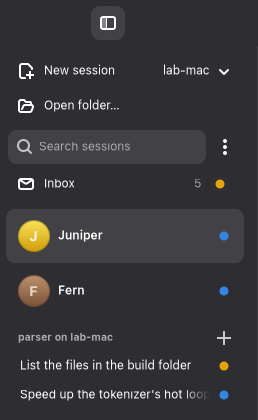 New session lab-mac
Open folder...
Search sessions
Inbox 5
J Juniper
F Fern
parser on lab-mac
List the files in the build folder
Speed up the tokenizer's hot loop